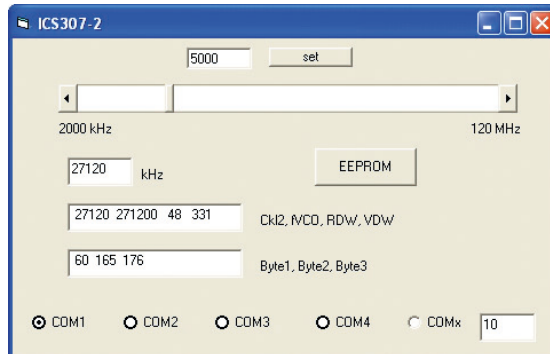 ICS307-2
5000 set
2000 kHz 120 MHz
27120 kHz EEPROM
27120 271200 48 331 Ckl2, fVCO, RDW, VDW
60 165 176 Byte1, Byte2, Byte3
COM1 COM2 COM3 COM4 COMx 10